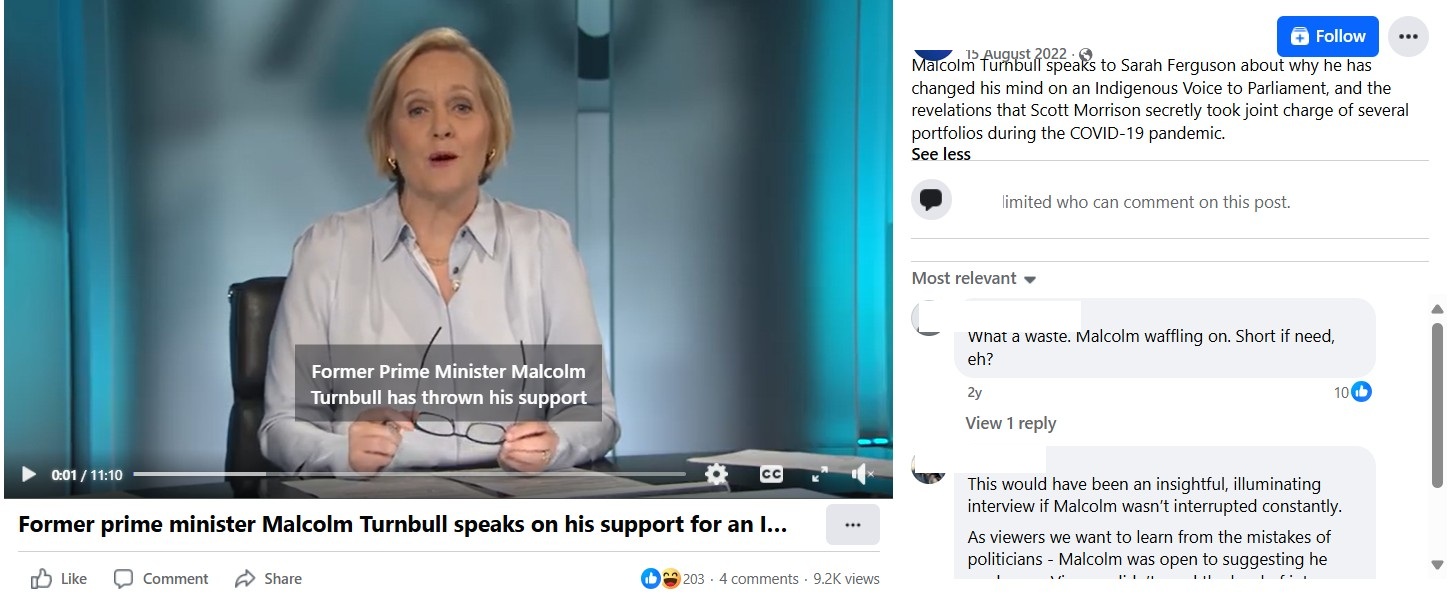 Former Prime Minister Malcolm
Turnbull has thrown his support
0:01 / 11:10
CC
Former prime minister Malcolm Turnbull speaks on his support for an I...
Like
Comment
Share
203 · 4 comments · 9.2K views
Follow
15 August 2022 ·
Malcolm Turnbull speaks to Sarah Ferguson about why he has
changed his mind on an Indigenous Voice to Parliament, and the
revelations that Scott Morrison secretly took joint charge of several
portfolios during the COVID-19 pandemic.
See less
limited who can comment on this post.
Most relevant
What a waste. Malcolm waffling on. Short if need,
eh?
2y
10
View 1 reply
This would have been an insightful, illuminating
interview if Malcolm wasn't interrupted constantly.
As viewers we want to learn from the mistakes of
politicians - Malcolm was open to suggesting he